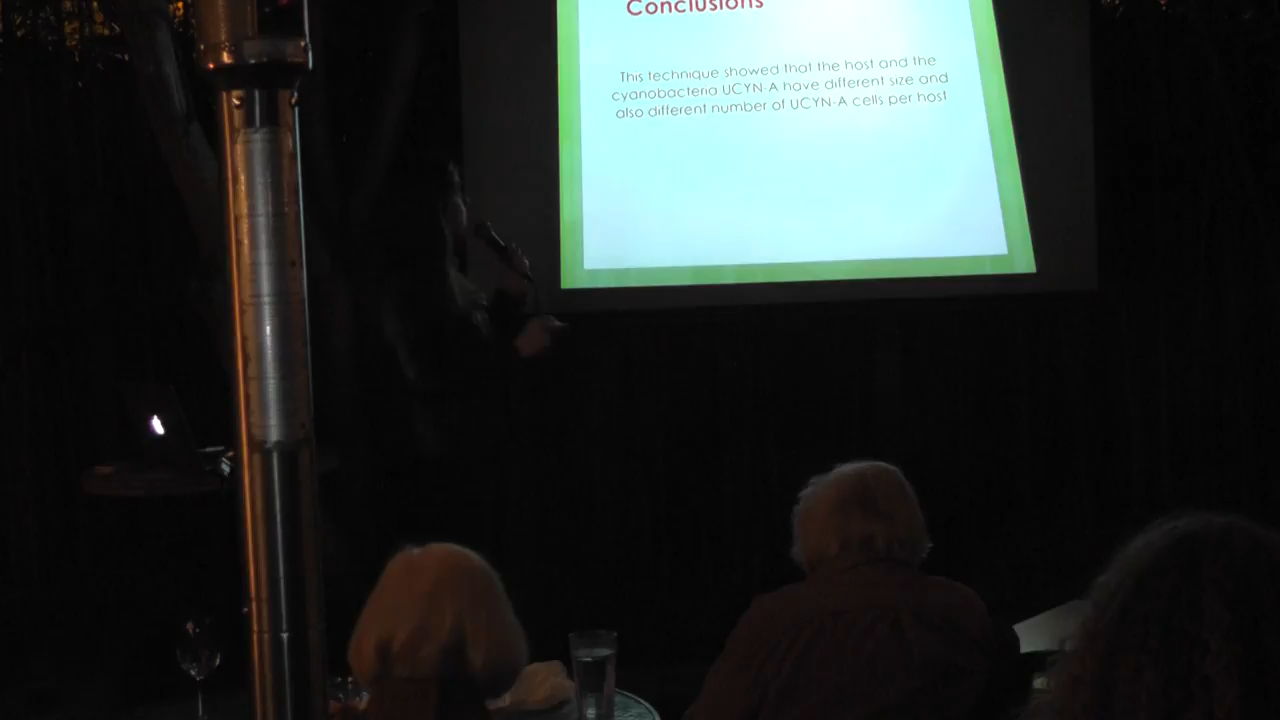 Conclusions
This technique showed that the host and the
cyanobacteria UCYN-A have different size and
also different number of UCYN-A cells per host